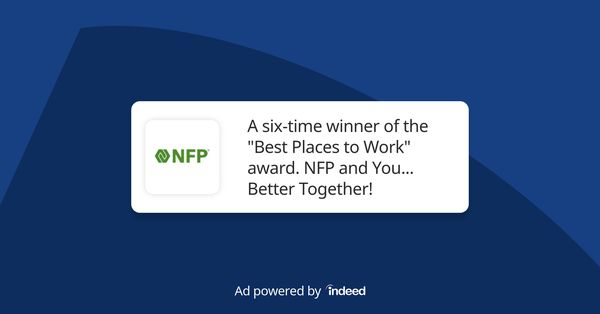 NFP
A six-time winner of the
"Best Places to Work"
award. NFP and You...
Better Together!
Ad powered by indeed